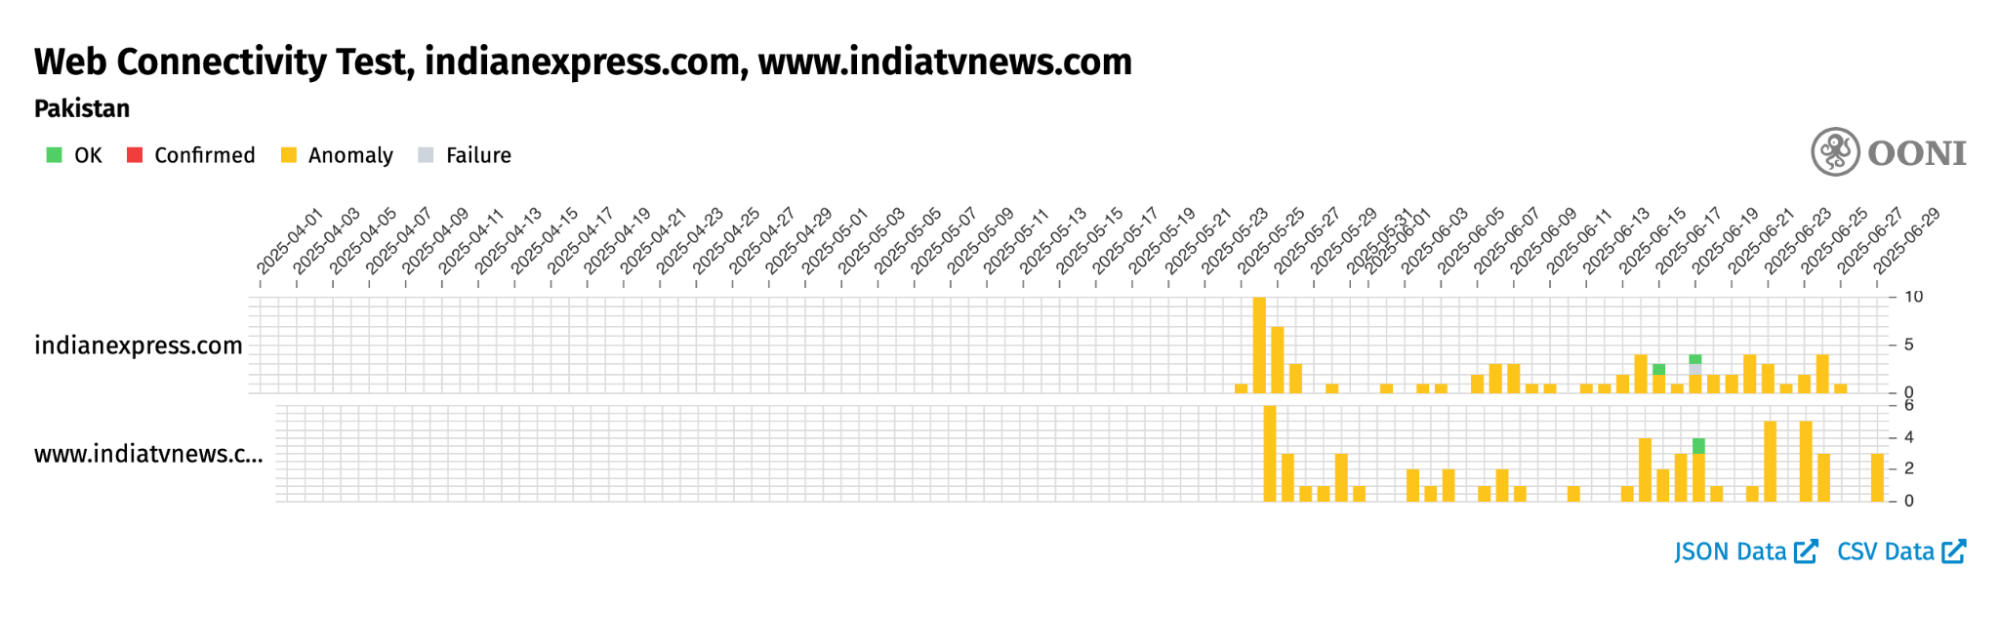 Web Connectivity Test, indianexpress.com, www.indiatvnews.com
Pakistan
OK Confirmed Anomaly Failure
OONI
2025-04-01 2025-04-03 2025-04-05 2025-04-07 2025-04-09 2025-04-11 2025-04-13 2025-04-15 2025-04-17 2025-04-19 2025-04-21 2025-04-23 2025-04-25 2025-04-27 2025-04-29 2025-05-01 2025-05-03 2025-05-05 2025-05-07 2025-05-09 2025-05-11 2025-05-13 2025-05-15 2025-05-17 2025-05-19 2025-05-21 2025-05-23 2025-05-25 2025-05-27 2025-05-29 2025-05-31 2025-06-01 2025-06-03 2025-06-05 2025-06-07 2025-06-09 2025-06-11 2025-06-13 2025-06-15 2025-06-17 2025-06-19 2025-06-21 2025-06-23 2025-06-25 2025-06-27 2025-06-29
10
indianexpress.com 5
0
6
4
www.indiatvnews.c...
2
0
JSON Data CSV Data